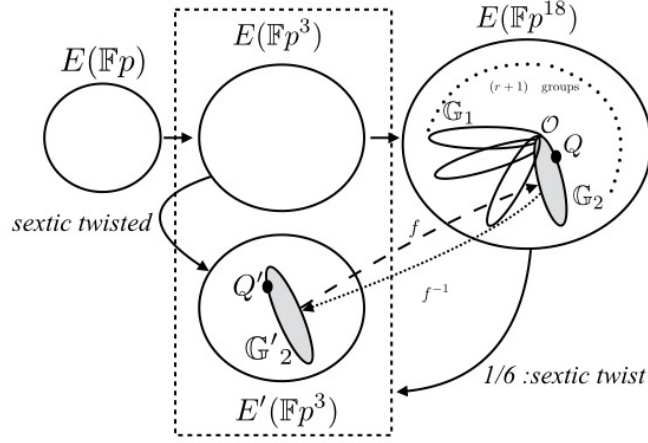 E(𝔽p)
E(𝔽p³)
E(𝔽p¹⁸)
(r + 1) groups
𝔾₁
𝒪
Q
𝔾₂
sextic twisted
f
Q′
f⁻¹
𝔾′₂
1/6 :sextic twist
E′(𝔽p³)